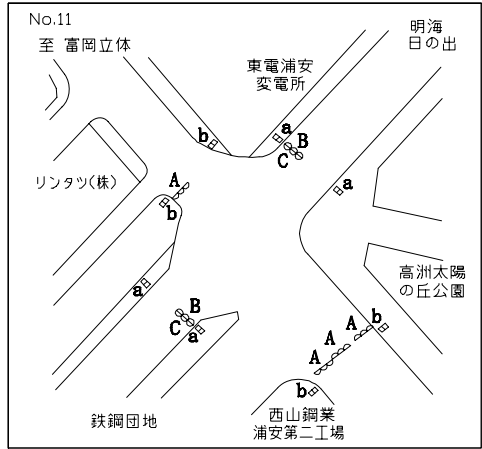 No.11
至 富岡立体
明海
日の出
東電浦安
変電所
b
a
B
C
A
リンタツ(株)
b
a
a
B
C
a
高洲太陽
の丘公園
A
A
A
b
b
鉄鋼団地
西山鋼業
浦安第二工場